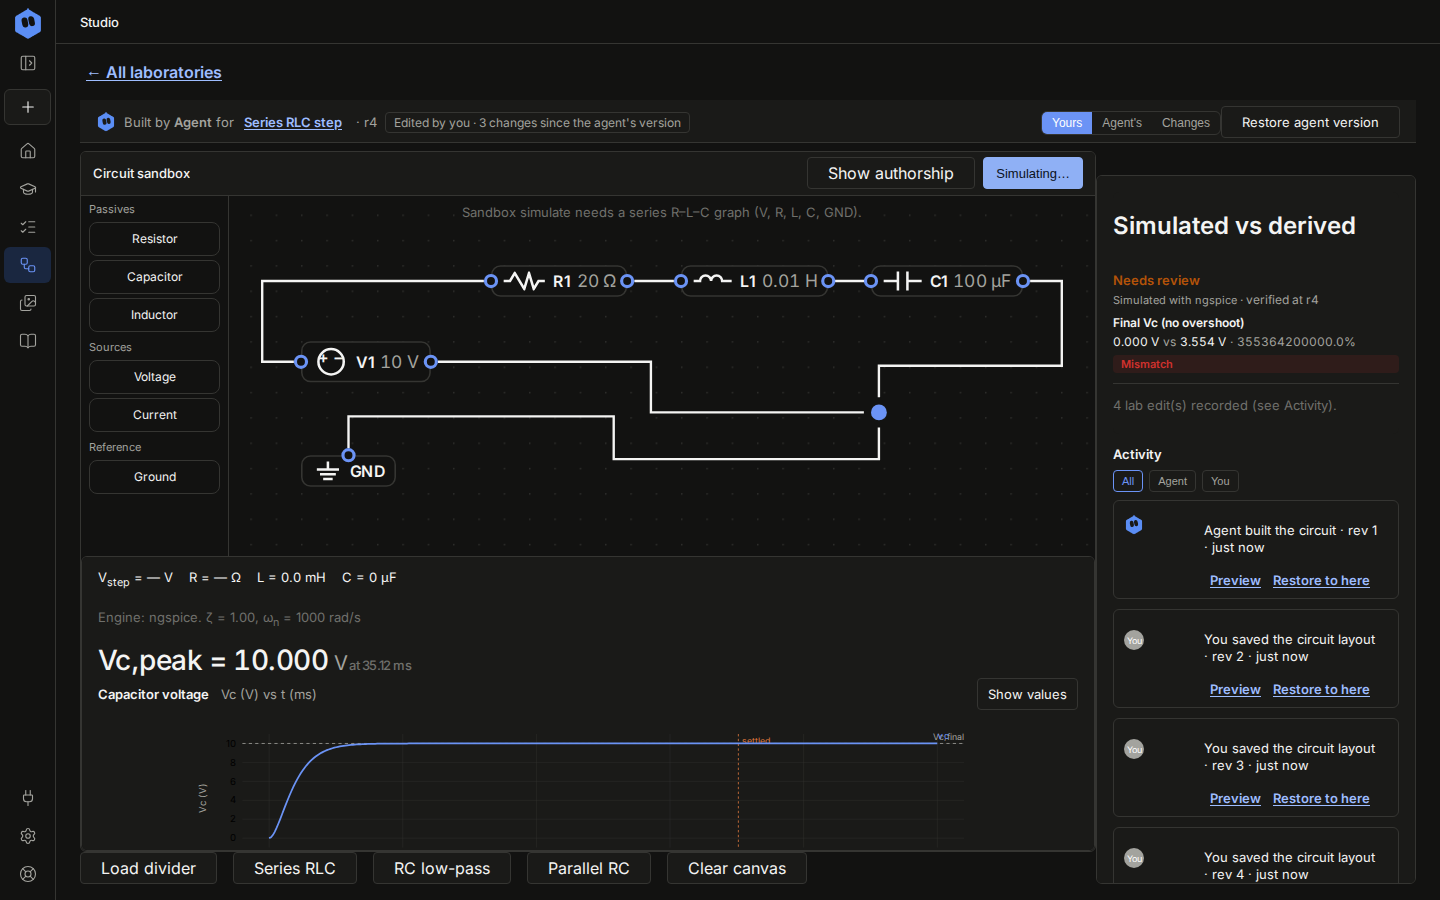 Studio
← All laboratories
Built by Agent for Series RLC step · r4 Edited by you · 3 changes since the agent's version
Yours Agent's Changes Restore agent version
Circuit sandbox
Show authorship Simulating…
Passives
Resistor
Capacitor
Inductor
Sources
Voltage
Current
Reference
Ground
Sandbox simulate needs a series R–L–C graph (V, R, L, C, GND).
R1 20 Ω
L1 0.01 H
C1 100 µF
V1 10 V
GND
Vstep = — V R = — Ω L = 0.0 mH C = 0 µF
Engine: ngspice. ζ = 1.00, ωn = 1000 rad/s
Vc,peak = 10.000 V at 35.12 ms
Capacitor voltage Vc (V) vs t (ms)
Show values
Vc (V)
10
8
6
4
2
0
settled
Load divider
Series RLC
RC low-pass
Parallel RC
Clear canvas
Simulated vs derived
Needs review
Simulated with ngspice · verified at r4
Final Vc (no overshoot)
0.000 V vs 3.554 V · 355364200000.0%
Mismatch
4 lab edit(s) recorded (see Activity).
Activity
All Agent You
Agent built the circuit · rev 1
· just now
Preview Restore to here
You
You saved the circuit layout
· rev 2 · just now
Preview Restore to here
You
You saved the circuit layout
· rev 3 · just now
Preview Restore to here
You
You saved the circuit layout
· rev 4 · just now